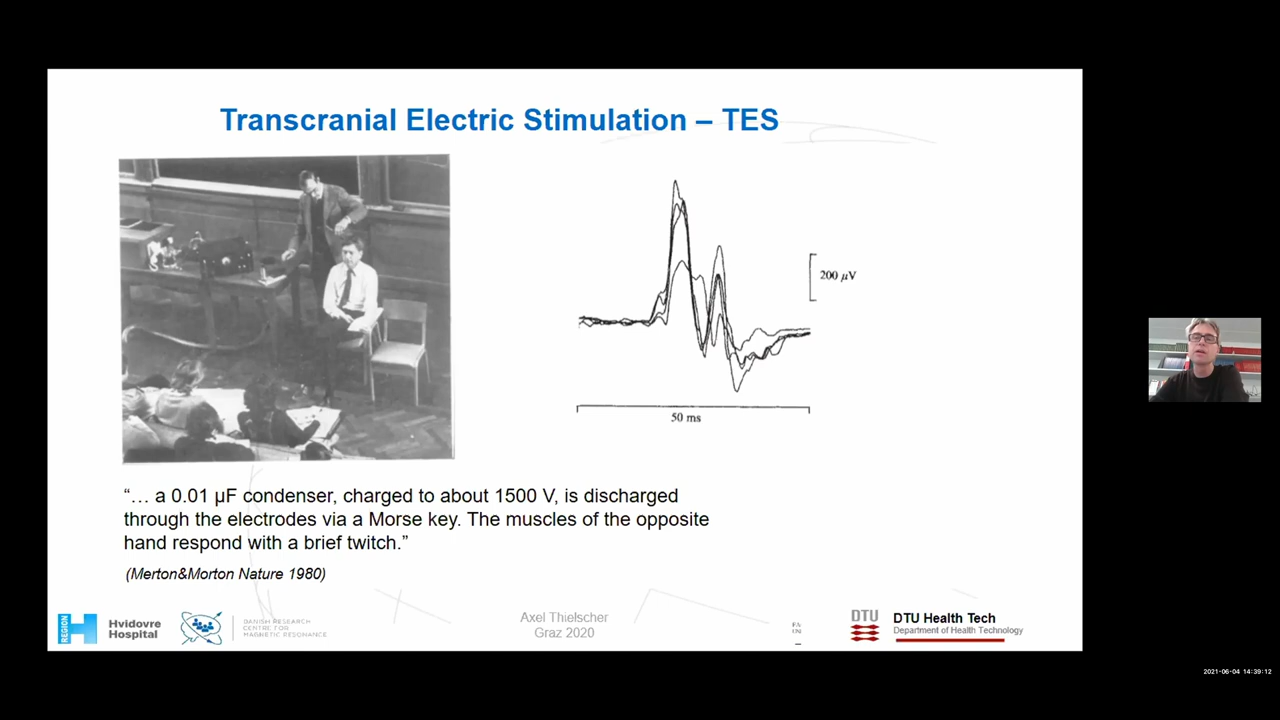 Transcranial Electric Stimulation – TES
200 µV
50 ms
“… a 0.01 µF condenser, charged to about 1500 V, is discharged
through the electrodes via a Morse key. The muscles of the opposite
hand respond with a brief twitch.”
(Merton&Morton Nature 1980)
REGION
H
Hvidovre
Hospital
DANISH RESEARCH
CENTRE FOR
MAGNETIC RESONANCE
Axel Thielscher
Graz 2020
DTU
DTU Health Tech
Department of Health Technology
2021-06-04 14:39:12